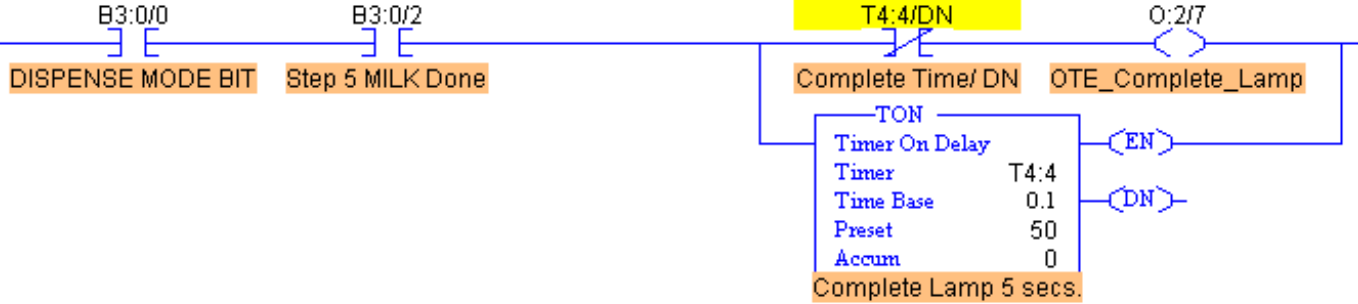 B3:0/0 B3:0/2 T4:4/DN O:2/7
DISPENSE MODE BIT Step 5 MILK Done Complete Time/ DN OTE_Complete_Lamp
TON
Timer On Delay EN
Timer T4:4
Time Base 0.1 DN
Preset 50
Accum 0
Complete Lamp 5 secs.